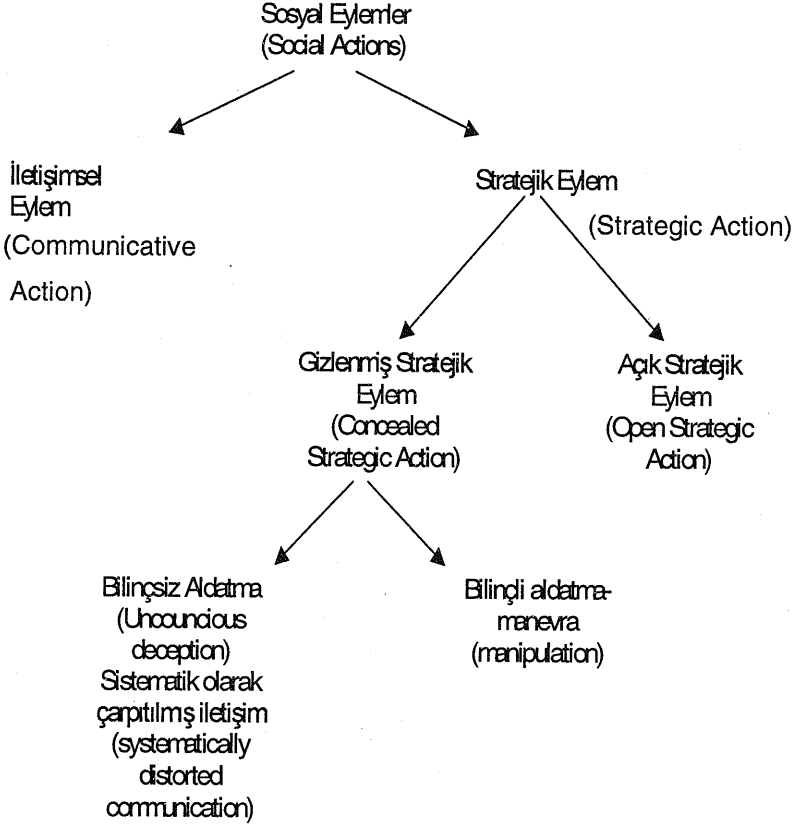 Sosyal Eylemler
(Social Actions)
İletişimsel
Eylem
(Communicative
Action)
Stratejik Eylem
(Strategic Action)
Gizlenmiş Stratejik
Eylem
(Concealed
Strategic Action)
Açık Stratejik
Eylem
(Open Strategic
Action)
Bilinçsiz Aldatma
(Uncouncious
deception)
Sistematik olarak
çarpıtılmış iletişim
(systematically
distorted
communication)
Bilinçli aldatma-
manevra
(manipulation)